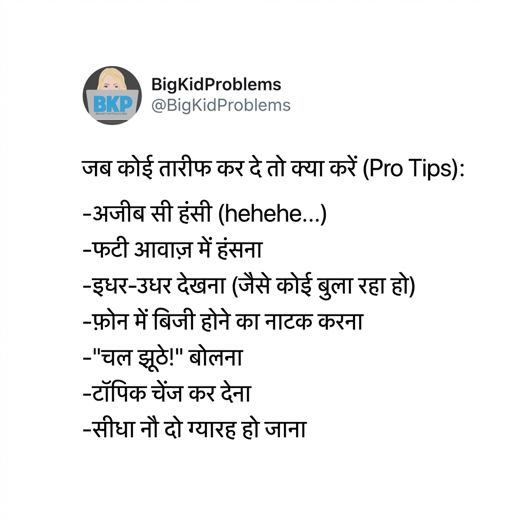 BKP
BigKidProblems
@BigKidProblems
जब कोई तारीफ कर दे तो क्या करें (Pro Tips):
-अजीब सी हंसी (hehehe...)
-फटी आवाज़ में हंसना
-इधर-उधर देखना (जैसे कोई बुला रहा हो)
-फ़ोन में बिजी होने का नाटक करना
-"चल झूठे!" बोलना
-टॉपिक चेंज कर देना
-सीधा नौ दो ग्यारह हो जाना